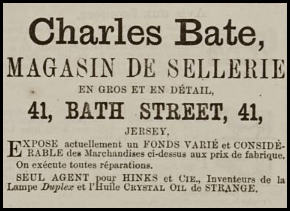 Charles Bate,
MAGASIN DE SELLERIE
EN GROS ET EN DÉTAIL,
41, BATH STREET, 41,
JERSEY,
EXPOSE actuellement un FONDS VARIÉ et CONSIDÉ-
RABLE des Marchandises ci-dessus aux prix de fabrique.
On exécute toutes réparations.
SEUL AGENT pour HINKS et CIE., Inventeurs de la
Lampe Duplex et l'Huile CRYSTAL OIL de STRANGE.